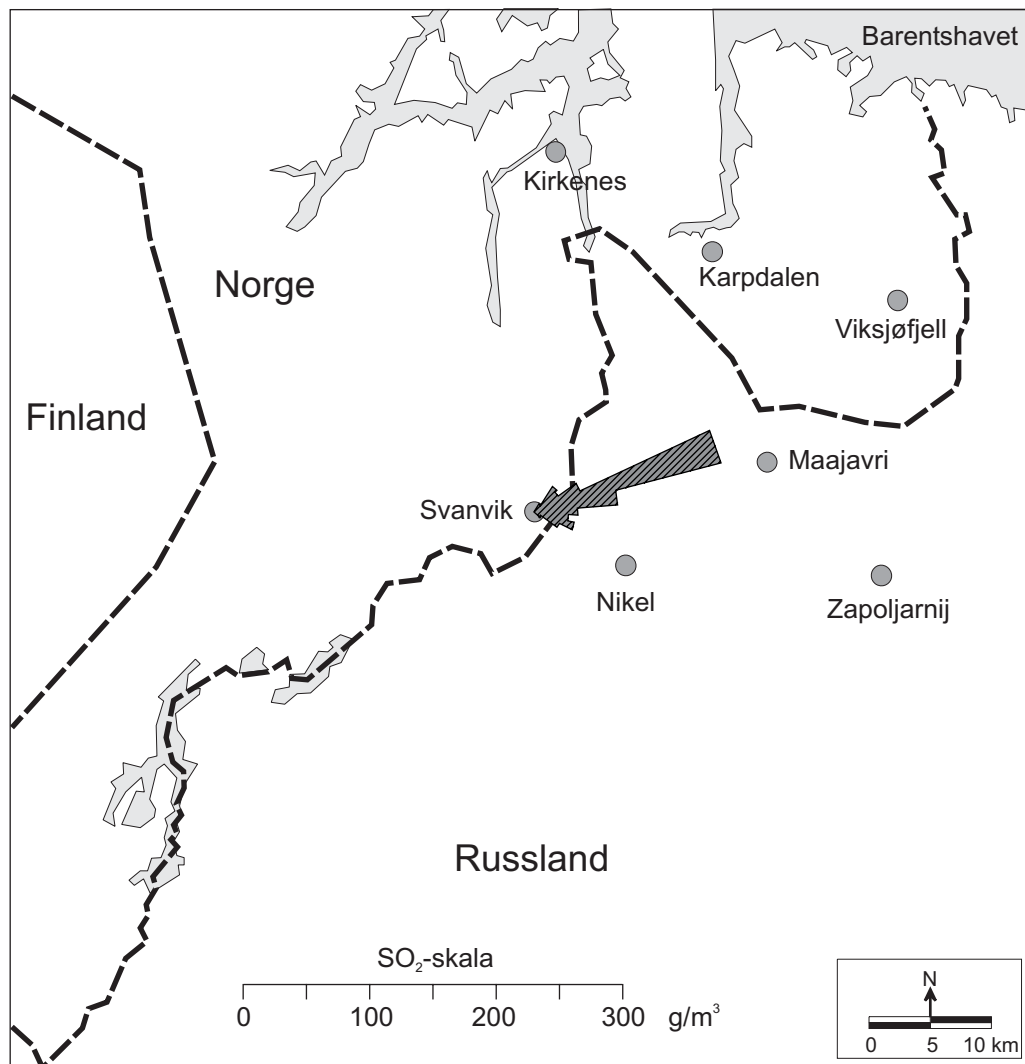 Barentshavet
Kirkenes
Karpdalen
Norge
Viksjøfjell
Finland
Maajavri
Svanvik
Nikel
Zapoljarnij
Russland
SO₂-skala
0 100 200 300 g/m³
N
0 5 10 km